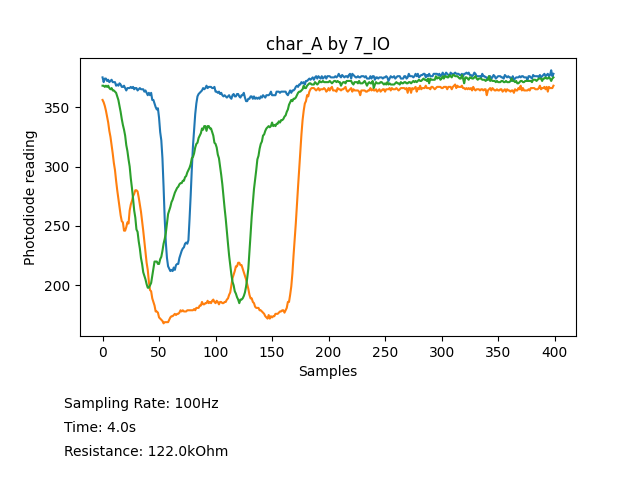 char_A by 7_IO
Photodiode reading
350
300
250
200
0 50 100 150 200 250 300 350 400
Samples
Sampling Rate: 100Hz
Time: 4.0s
Resistance: 122.0kOhm